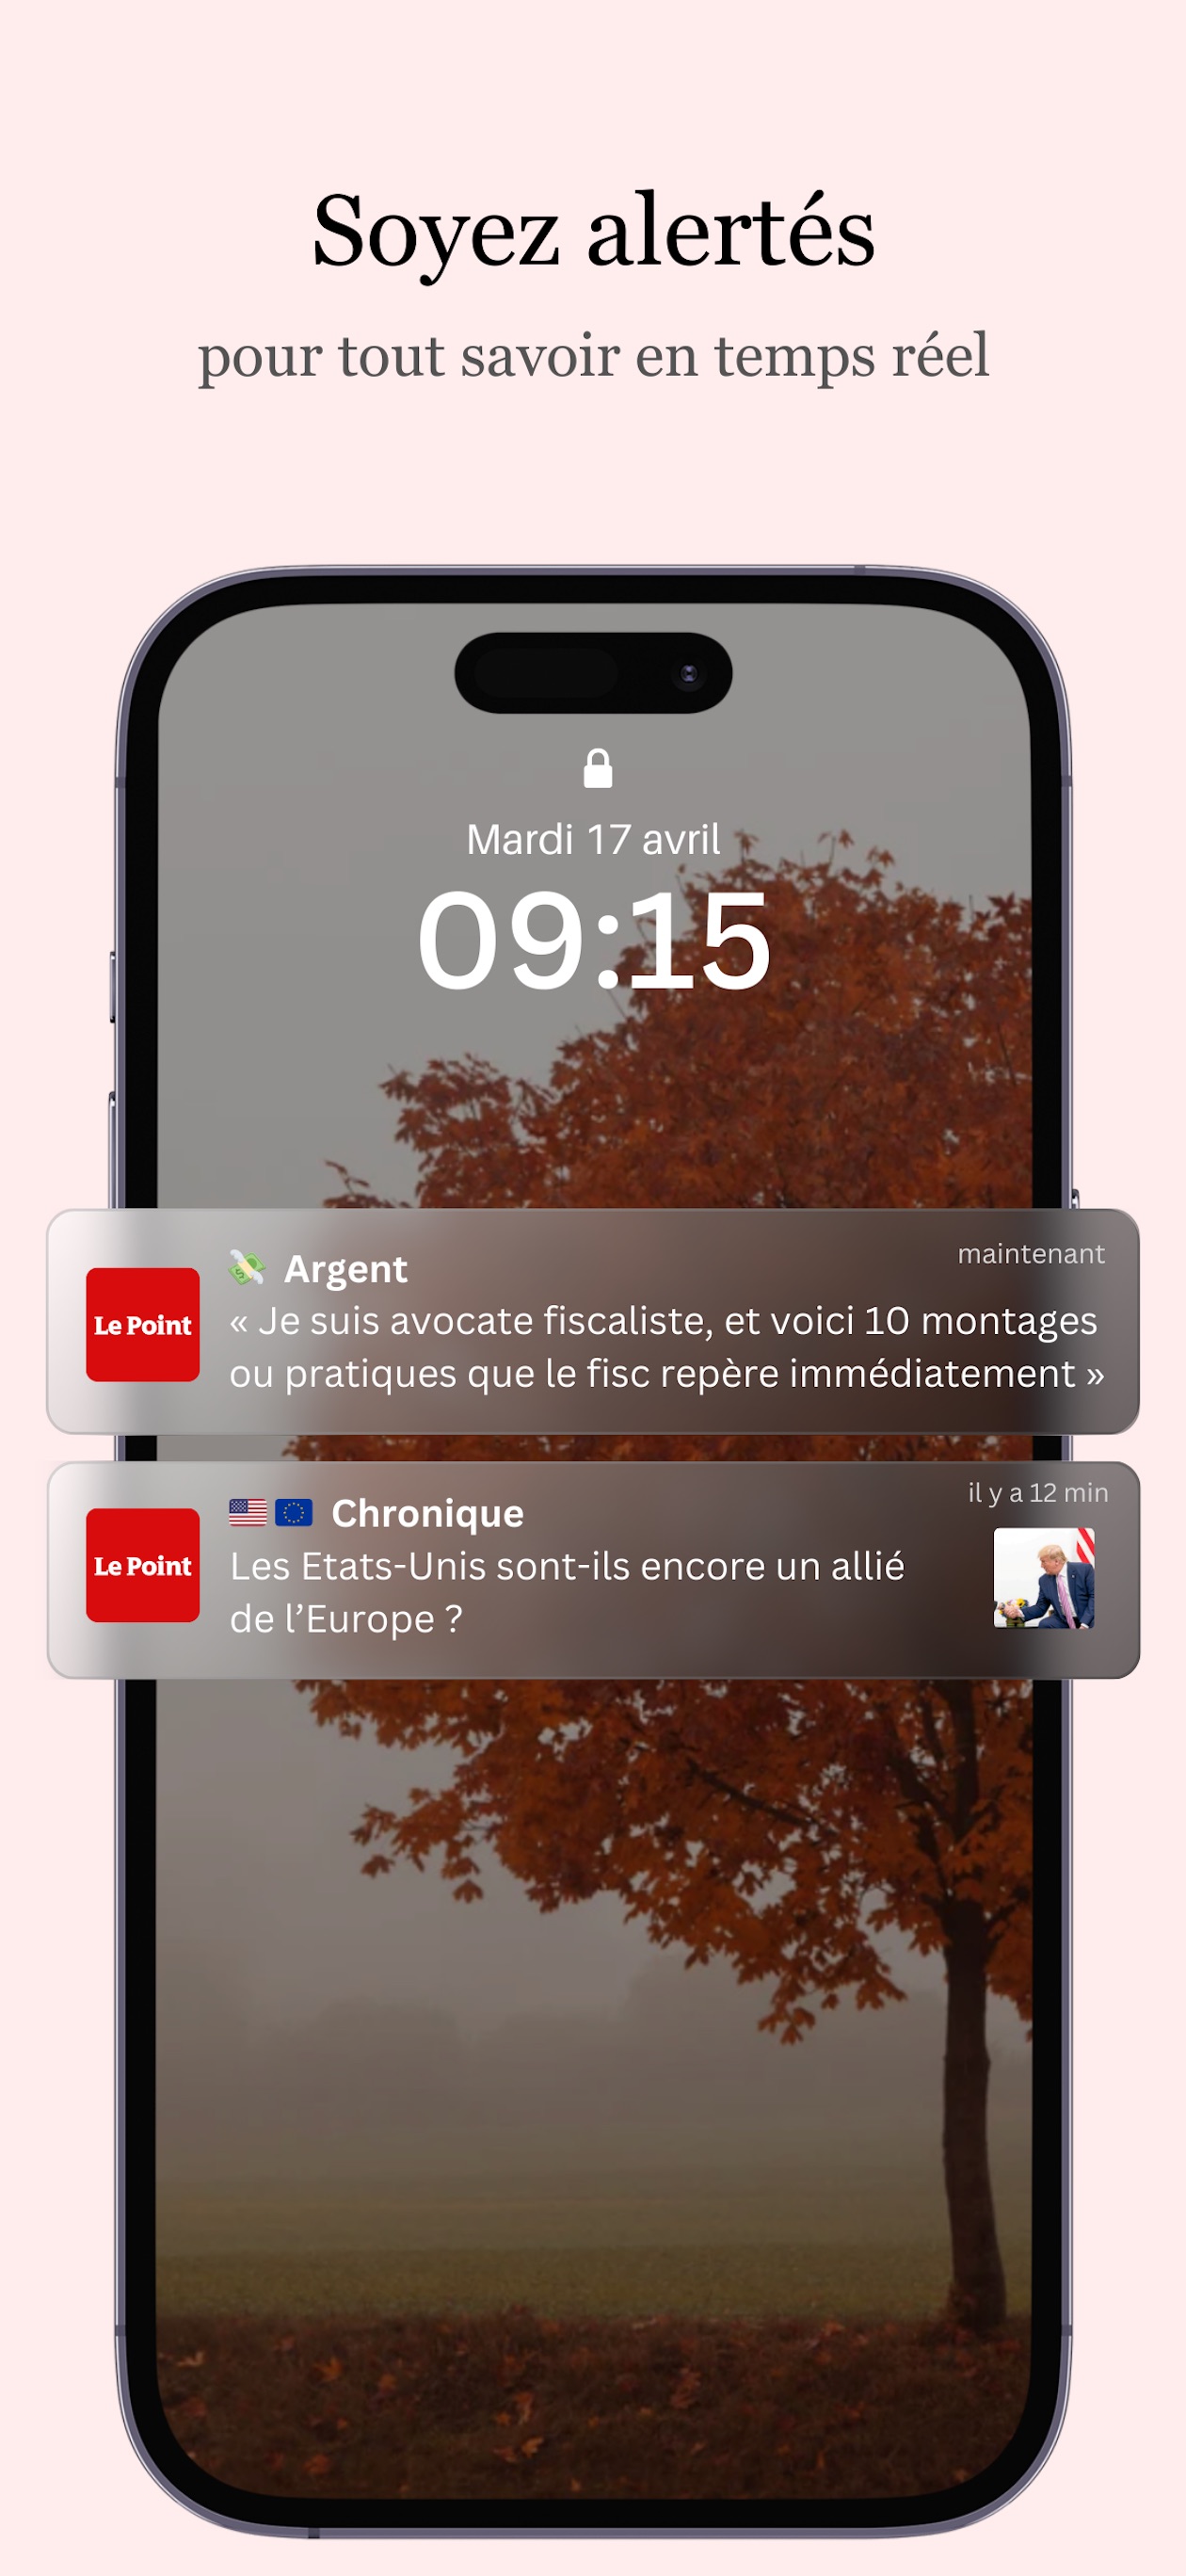 Soyez alertés
pour tout savoir en temps réel
Mardi 17 avril
09:15
maintenant
💸 Argent
Le Point
« Je suis avocate fiscaliste, et voici 10 montages
ou pratiques que le fisc repère immédiatement »
il y a 12 min
🇺🇸 🇪🇺 Chronique
Le Point
Les Etats-Unis sont-ils encore un allié
de l’Europe ?